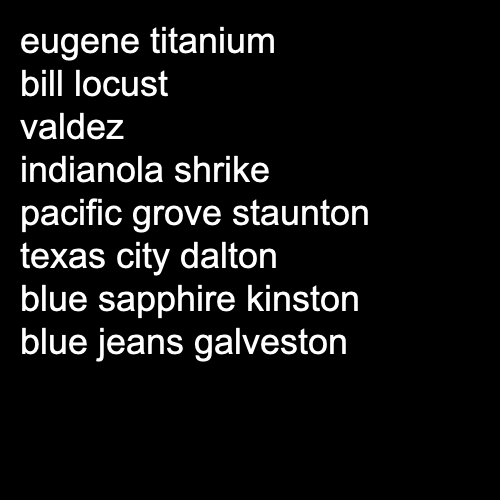 eugene titanium
bill locust
valdez
indianola shrike
pacific grove staunton
texas city dalton
blue sapphire kinston
blue jeans galveston